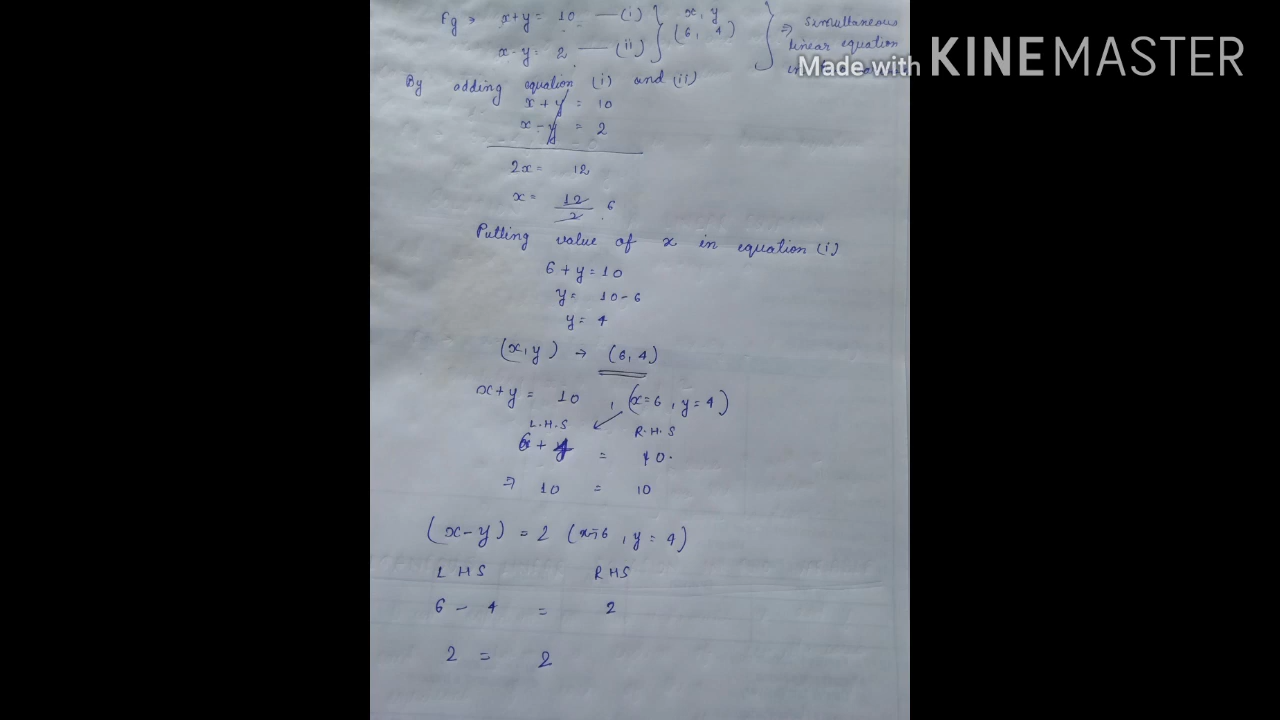 Eg → x+y = 10 —(i) } x, y } ⇒ Simultaneous
x-y = 2 —(ii) } (6, 4) linear equation
in
Made with KINEMASTER
By adding equation (i) and (ii)
x + y = 10
x - y = 2
2x = 12
x = 12/2 6
Putting value of x in equation (i)
6 + y = 10
y = 10 - 6
y = 4
(x, y) → (6, 4)
x+y = 10 , (x=6, y=4)
L.H.S R.H.S
6 + 4 = 10.
⇒ 10 = 10
(x-y) = 2 (x=6, y=4)
LHS RHS
6 - 4 = 2
2 = 2